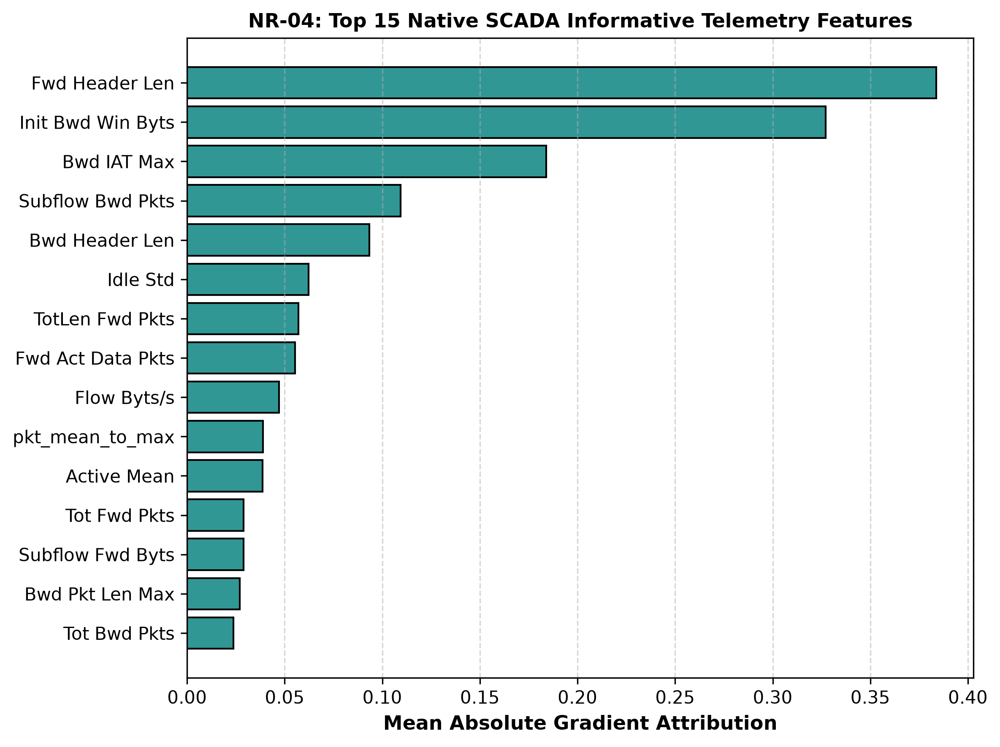 NR-04: Top 15 Native SCADA Informative Telemetry Features
Fwd Header Len
Init Bwd Win Byts
Bwd IAT Max
Subflow Bwd Pkts
Bwd Header Len
Idle Std
TotLen Fwd Pkts
Fwd Act Data Pkts
Flow Byts/s
pkt_mean_to_max
Active Mean
Tot Fwd Pkts
Subflow Fwd Byts
Bwd Pkt Len Max
Tot Bwd Pkts
0.00 0.05 0.10 0.15 0.20 0.25 0.30 0.35 0.40
Mean Absolute Gradient Attribution